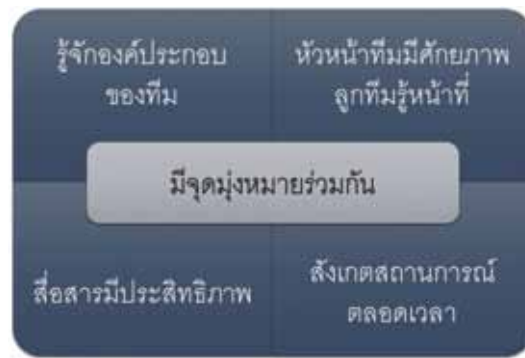 รู้จักองค์ประกอบ
ของทีม
หัวหน้าทีมมีศักยภาพ
ลูกทีมรู้หน้าที่
มีจุดมุ่งหมายร่วมกัน
สื่อสารมีประสิทธิภาพ
สังเกตสถานการณ์
ตลอดเวลา